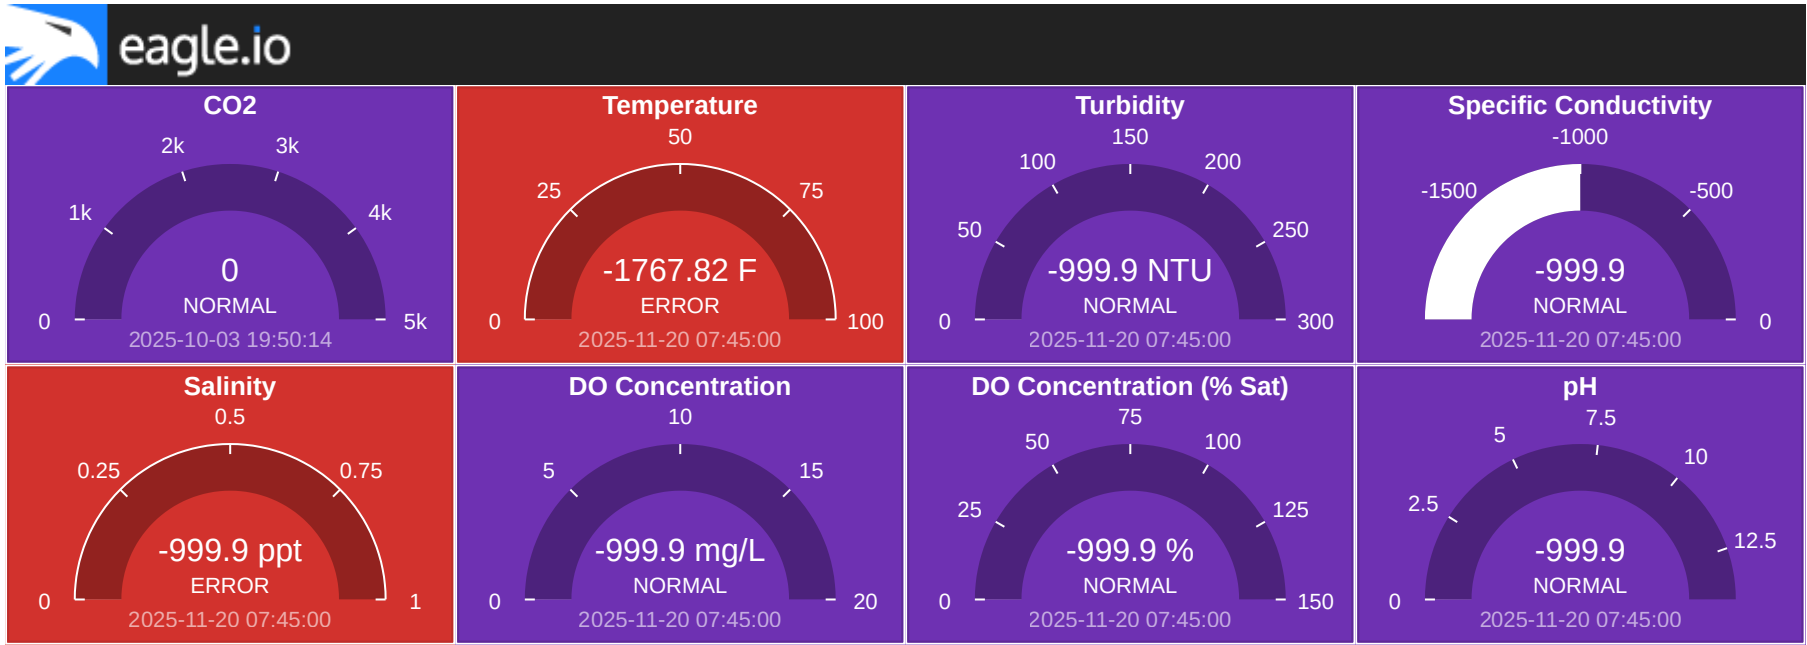 eagle.io
CO2
2k 3k
1k 4k
0
NORMAL
0 5k
2025-10-03 19:50:14
Temperature
50
25 75
-1767.82 F
ERROR
0 100
2025-11-20 07:45:00
Turbidity
150
100 200
50 250
-999.9 NTU
NORMAL
0 300
2025-11-20 07:45:00
Specific Conductivity
-1000
-1500 -500
-999.9
NORMAL
0
2025-11-20 07:45:00
Salinity
0.5
0.25 0.75
-999.9 ppt
ERROR
0 1
2025-11-20 07:45:00
DO Concentration
10
5 15
-999.9 mg/L
NORMAL
0 20
2025-11-20 07:45:00
DO Concentration (% Sat)
75
50 100
25 125
-999.9 %
NORMAL
0 150
2025-11-20 07:45:00
pH
7.5
5 10
2.5 12.5
-999.9
NORMAL
0
2025-11-20 07:45:00